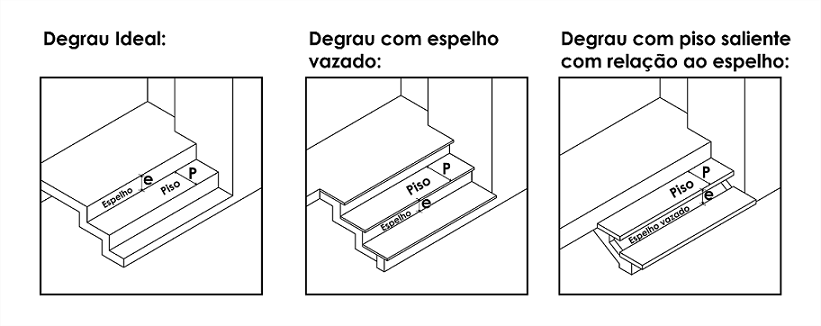 Degrau Ideal:
Degrau com espelho
vazado:
Degrau com piso saliente
com relação ao espelho:
Espelho
e
Piso
P
Espelho
e
Piso
P
Espelho vazado
e
Piso
P